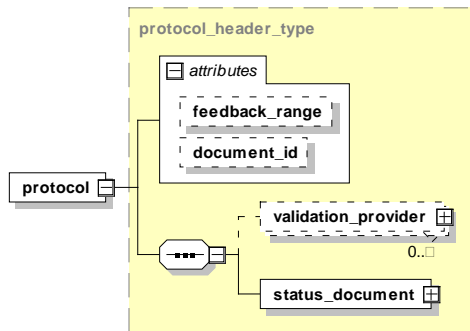 protocol_header_type
attributes
feedback_range
document_id
protocol
validation_provider
0..□
status_document